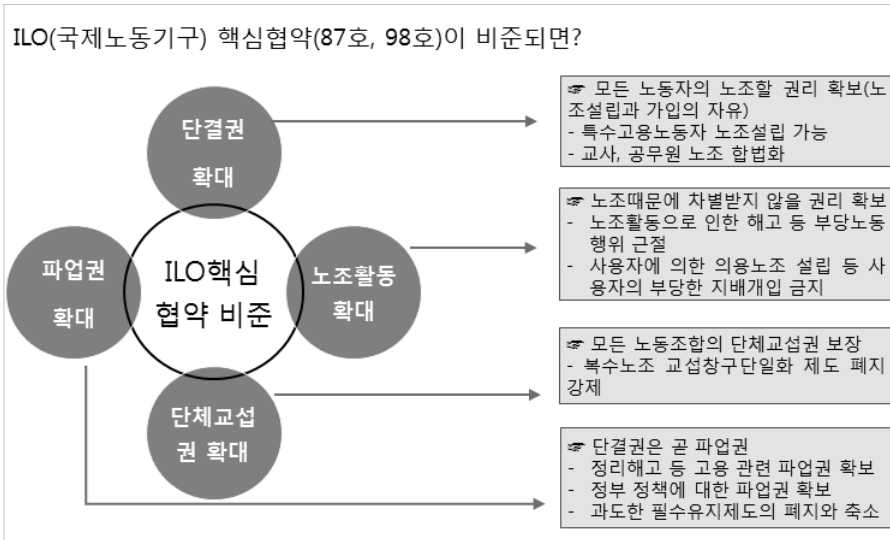 ILO(국제노동기구) 핵심협약(87호, 98호)이 비준되면?
단결권
확대
파업권
확대
ILO핵심
협약 비준
노조활동
확대
단체교섭
권 확대
☞ 모든 노동자의 노조할 권리 확보(노
조설립과 가입의 자유)
- 특수고용노동자 노조설립 가능
- 교사, 공무원 노조 합법화
☞ 노조때문에 차별받지 않을 권리 확보
- 노조활동으로 인한 해고 등 부당노동
행위 근절
- 사용자에 의한 의용노조 설립 등 사
용자의 부당한 지배개입 금지
☞ 모든 노동조합의 단체교섭권 보장
- 복수노조 교섭창구단일화 제도 폐지
강제
☞ 단결권은 곧 파업권
- 정리해고 등 고용 관련 파업권 확보
- 정부 정책에 대한 파업권 확보
- 과도한 필수유지제도의 폐지와 축소